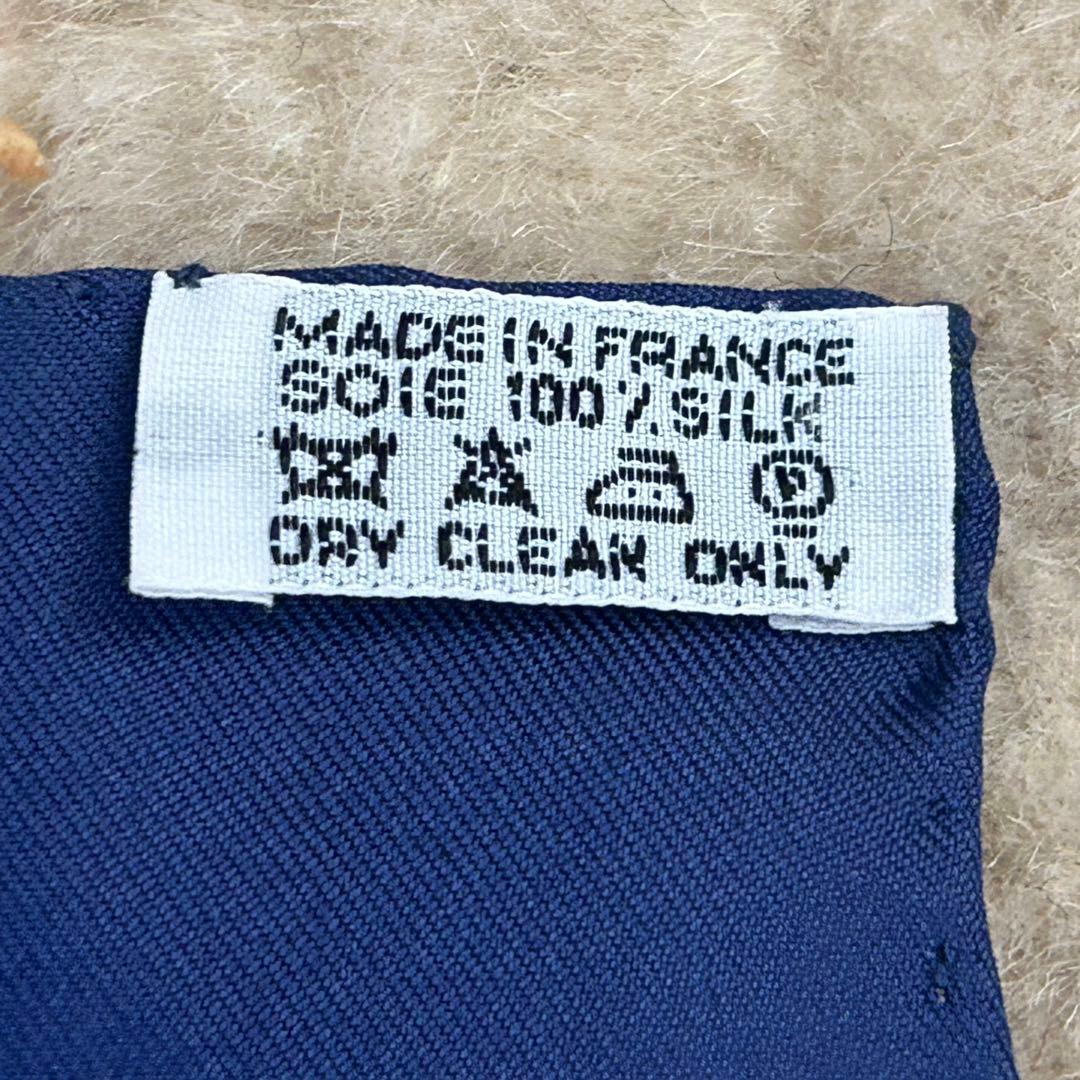 MADE IN FRANCE
SOIE 100% SILK
P
DRY CLEAN ONLY